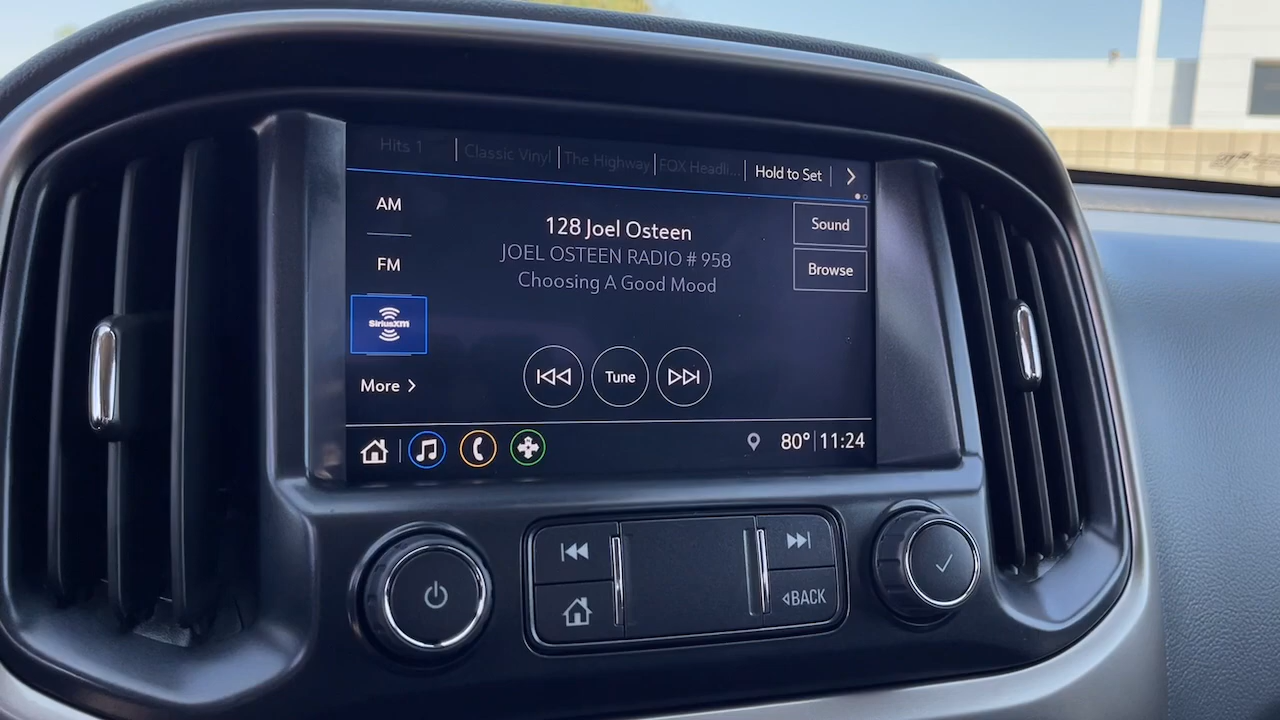 Hits 1
Classic Vinyl
The Highway
FOX Headli...
Hold to Set
AM
128 Joel Osteen
Sound
JOEL OSTEEN RADIO # 958
FM
Choosing A Good Mood
Browse
SiriusXM
More
Tune
80° 11:24
BACK